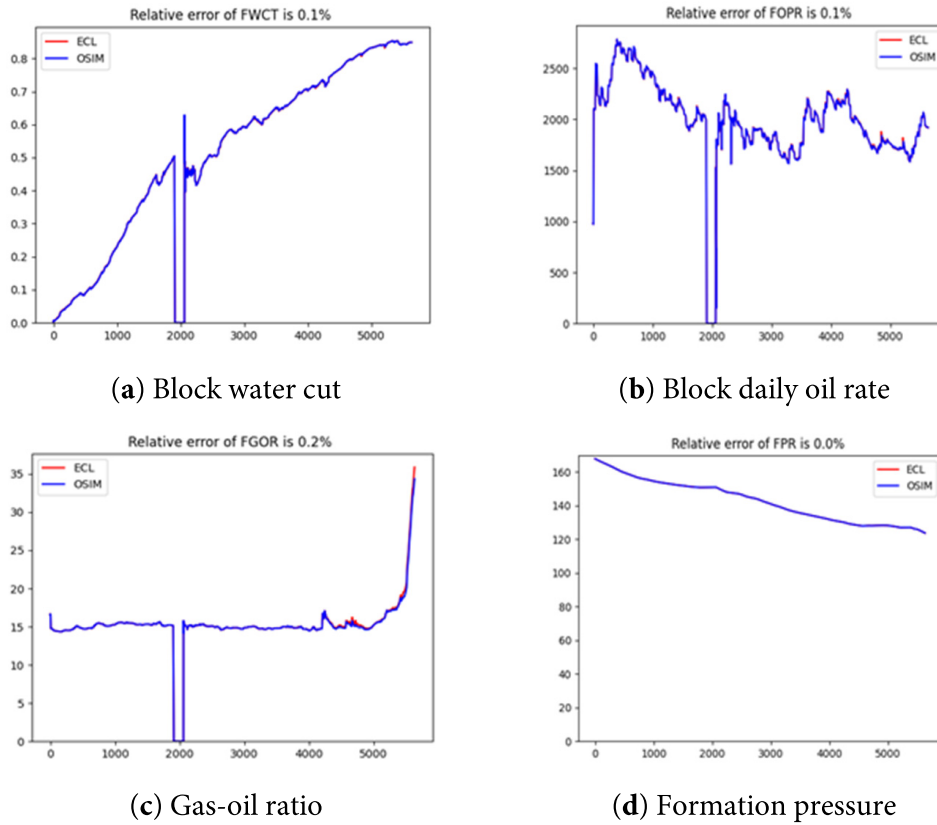 Relative error of FWCT is 0.1%
ECL
OSIM
0.8
0.7
0.6
0.5
0.4
0.3
0.2
0.1
0.0
0 1000 2000 3000 4000 5000
(a) Block water cut
Relative error of FOPR is 0.1%
ECL
OSIM
2500
2000
1500
1000
500
0
0 1000 2000 3000 4000 5000
(b) Block daily oil rate
Relative error of FGOR is 0.2%
ECL
OSIM
35
30
25
20
15
10
5
0
0 1000 2000 3000 4000 5000
(c) Gas-oil ratio
Relative error of FPR is 0.0%
ECL
OSIM
160
140
120
100
80
60
40
20
0
0 1000 2000 3000 4000 5000
(d) Formation pressure